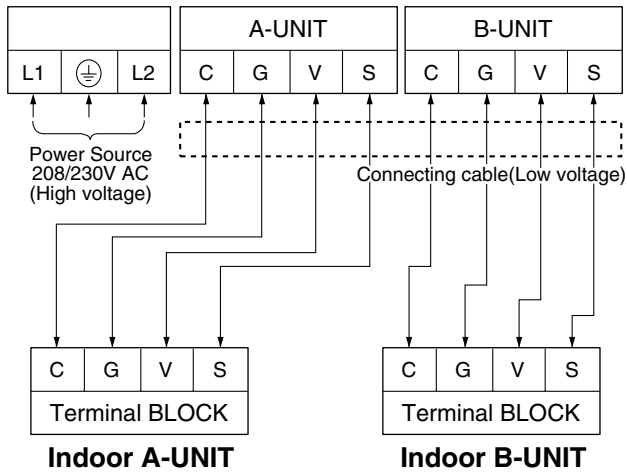 A-UNIT B-UNIT
L1 L2 C G V S C G V S
Power Source
208/230V AC
(High voltage)
Connecting cable(Low voltage)
C G V S C G V S
Terminal BLOCK Terminal BLOCK
Indoor A-UNIT Indoor B-UNIT